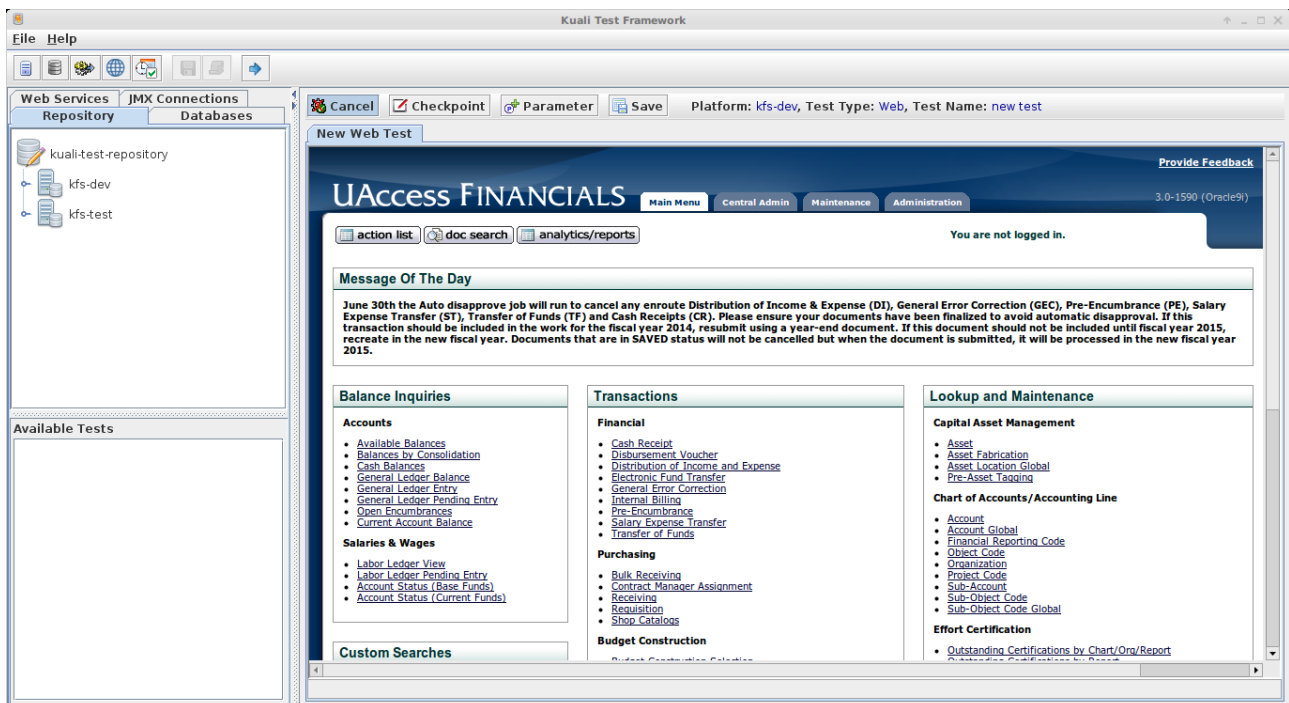 Kuali Test Framework
File Help
Web Services JMX Connections
Repository Databases
kuali-test-repository
kfs-dev
kfs-test
Available Tests
Cancel Checkpoint Parameter Save Platform: kfs-dev, Test Type: Web, Test Name: new test
New Web Test
Provide Feedback
UAccess FINANCIALS Main Menu Central Admin Maintenance Administration 3.0-1590 (Oracle9i)
action list doc search analytics/reports You are not logged in.
Message Of The Day
June 30th the Auto disapprove job will run to cancel any enroute Distribution of Income & Expense (DI), General Error Correction (GEC), Pre-Encumbrance (PE), Salary
Expense Transfer (ST), Transfer of Funds (TF) and Cash Receipts (CR). Please ensure your documents have been finalized to avoid automatic disapproval. If this
transaction should be included in the work for the fiscal year 2014, resubmit using a year-end document. If this document should not be included until fiscal year 2015,
recreate in the new fiscal year. Documents that are in SAVED status will not be cancelled but when the document is submitted, it will be processed in the new fiscal year
2015.
Balance Inquiries
Accounts
Available Balances
Balances by Consolidation
Cash Balances
General Ledger Balance
General Ledger Entry
General Ledger Pending Entry
Open Encumbrances
Current Account Balance
Salaries & Wages
Labor Ledger View
Labor Ledger Pending Entry
Account Status (Base Funds)
Account Status (Current Funds)
Custom Searches
Transactions
Financial
Cash Receipt
Disbursement Voucher
Distribution of Income and Expense
Electronic Fund Transfer
General Error Correction
Internal Billing
Pre-Encumbrance
Salary Expense Transfer
Transfer of Funds
Purchasing
Bulk Receiving
Contract Manager Assignment
Receiving
Requisition
Shop Catalogs
Budget Construction
Lookup and Maintenance
Capital Asset Management
Asset
Asset Fabrication
Asset Location Global
Pre-Asset Tagging
Chart of Accounts/Accounting Line
Account
Account Global
Financial Reporting Code
Object Code
Organization
Project Code
Sub-Account
Sub-Object Code
Sub-Object Code Global
Effort Certification
Outstanding Certifications by Chart/Org/Report